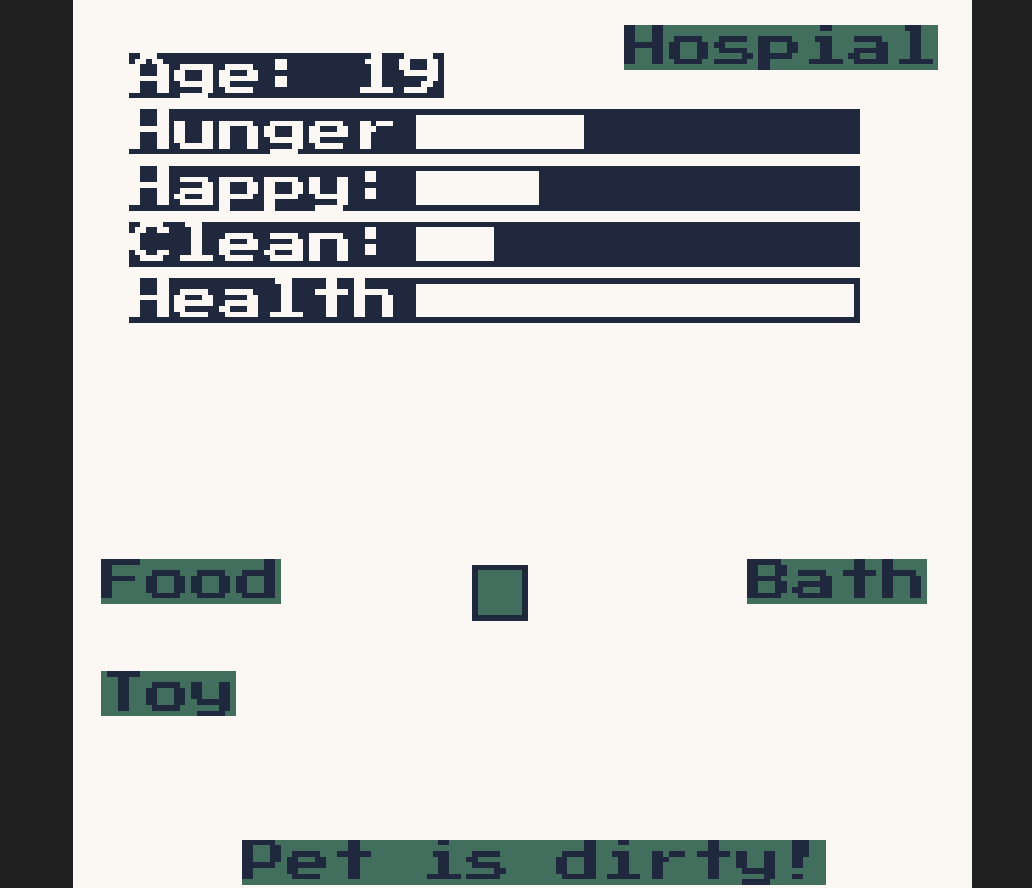 Hospial
Age: 19
Hunger
Happy:
Clean:
Health
Food
Bath
Toy
Pet is dirty!